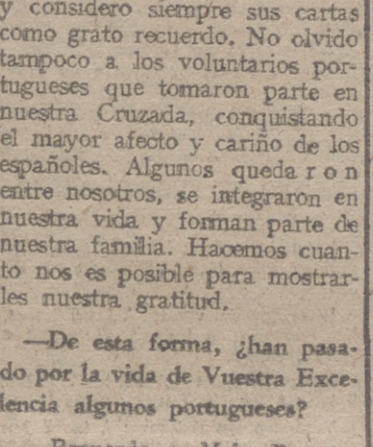 y considero siempre sus cartas
como grato recuerdo. No olvido
tampoco a los voluntarios por-
tugueses que tomaron parte en
nuestra Cruzada, conquistando
el mayor afecto y cariño de los
españoles. Algunos quedaron
entre nosotros, se integraron en
nuestra vida y forman parte de
nuestra familia. Hacemos cuan-
to nos es posible para mostrar-
les nuestra gratitud.
—De esta forma, ¿han pasa-
do por la vida de Vuestra Exce-
lencia algunos portugueses?